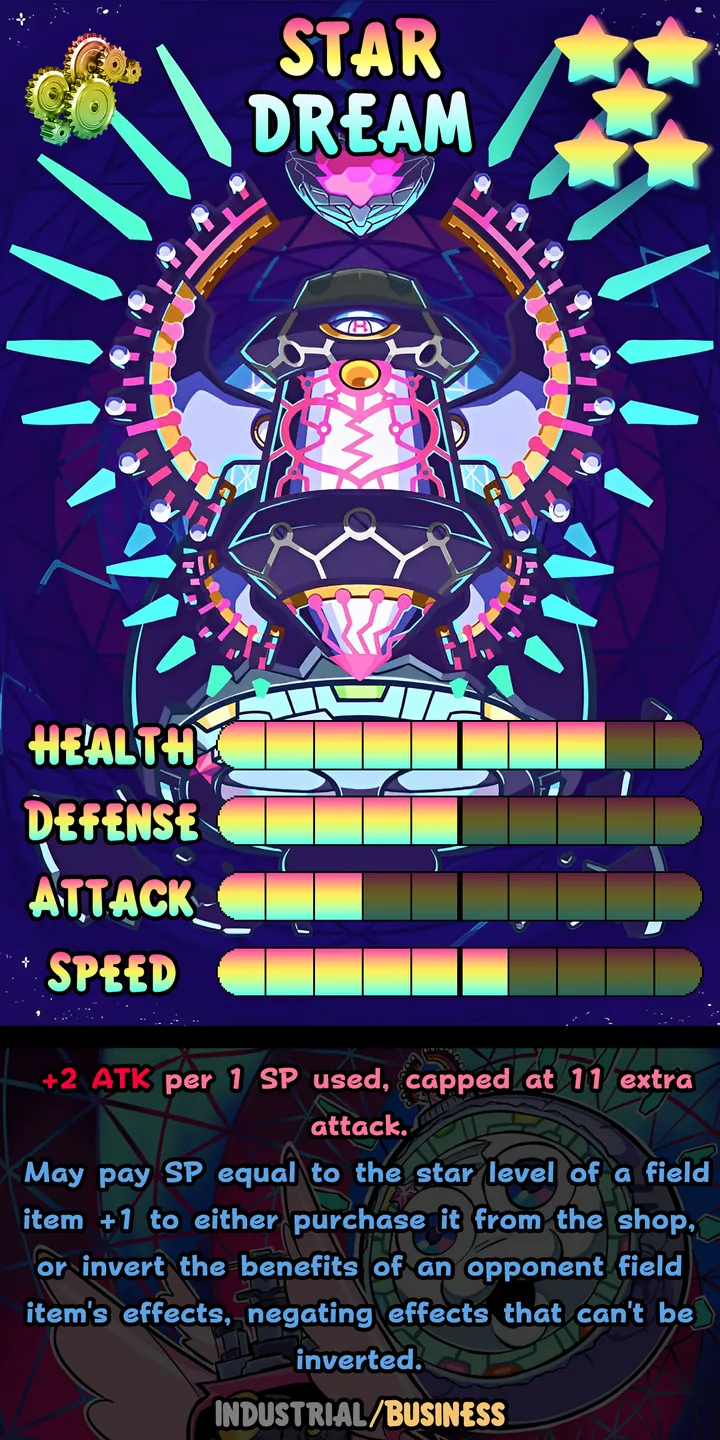 STAR
DREAM
HEALTH
DEFENSE
ATTACK
SPEED
+2 ATK per 1 SP used, capped at 11 extra
attack.
May pay SP equal to the star level of a field
item +1 to either purchase it from the shop,
or invert the benefits of an opponent field
item's effects, negating effects that can't be
inverted.
INDUSTRIAL/BUSINESS